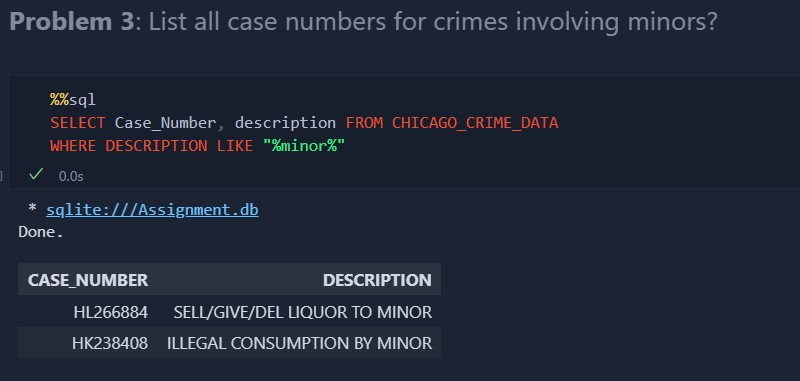 Problem 3: List all case numbers for crimes involving minors?
%%sql
SELECT Case_Number, description FROM CHICAGO_CRIME_DATA
WHERE DESCRIPTION LIKE "%minor%"
0.0s
* sqlite:///Assignment.db
Done.
CASE_NUMBER DESCRIPTION
HL266884 SELL/GIVE/DEL LIQUOR TO MINOR
HK238408 ILLEGAL CONSUMPTION BY MINOR